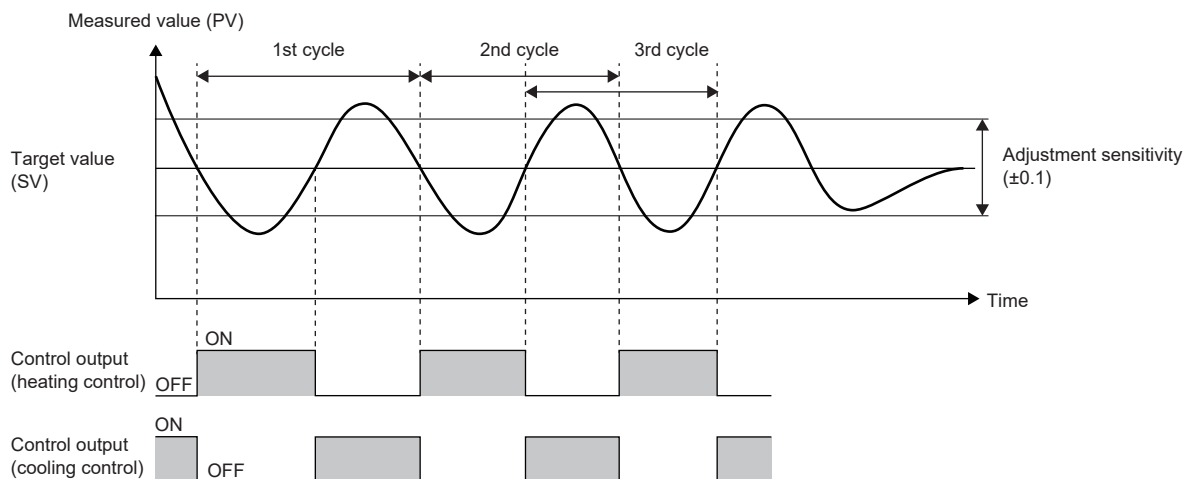 Measured value (PV)
1st cycle
2nd cycle
3rd cycle
Target value
(SV)
Adjustment sensitivity
(±0.1)
Time
ON
Control output
(heating control)
OFF
ON
Control output
(cooling control)
OFF